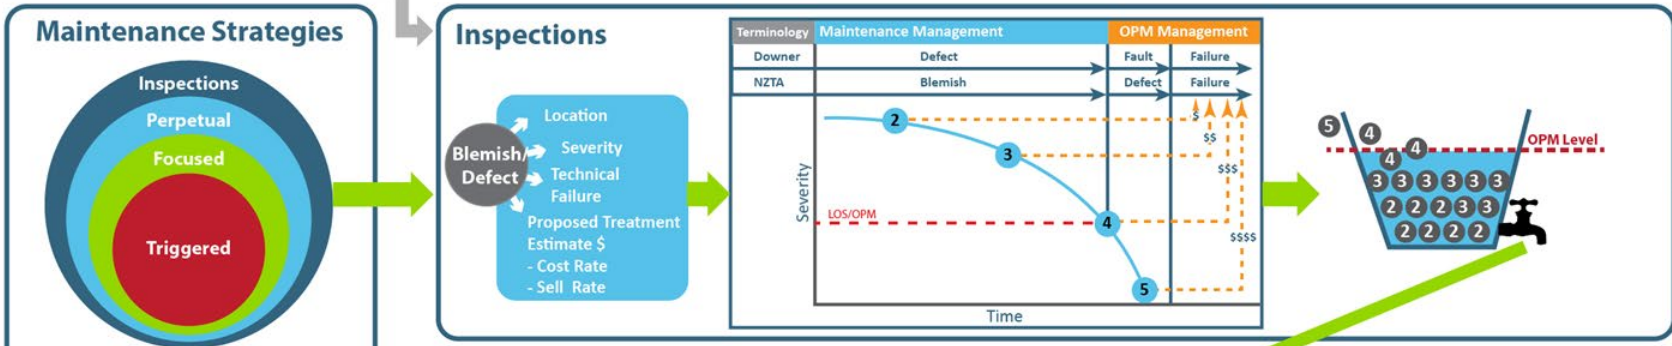 Maintenance Strategies
Inspections
Perpetual
Focused
Triggered
Inspections
Blemish/
Defect
Location
Severity
Technical
Failure
Proposed Treatment
Estimate $
- Cost Rate
- Sell Rate
Terminology Maintenance Management OPM Management
Downer Defect Fault Failure
NZTA Blemish Defect Failure
Severity
Time
LOS/OPM
2
3
4
5
$
$$
$$$
$$$$
OPM Level
5 4
4 4
3 3 3 3 3 3
2 2 2 3 3
2 2 2 2